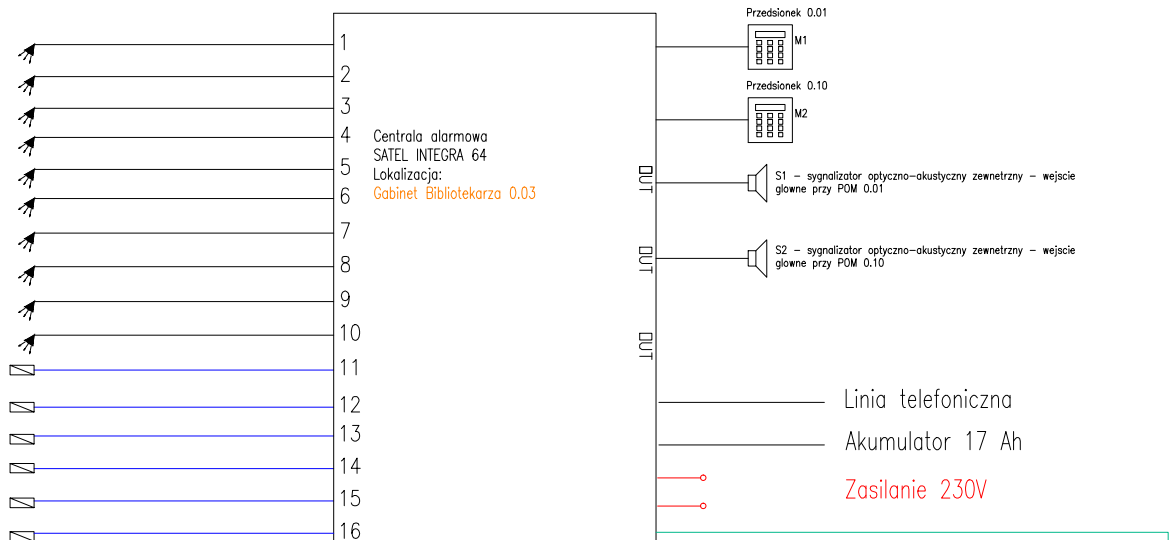 1
2
3
4
5
6
7
8
9
10
11
12
13
14
15
16
Centrala alarmowa
SATEL INTEGRA 64
Lokalizacja:
Gabinet Bibliotekarza 0.03
Przedsionek 0.01
M1
Przedsionek 0.10
M2
OUT
S1 - sygnalizator optyczno-akustyczny zewnetrzny - wejscie
glowne przy POM 0.01
OUT
S2 - sygnalizator optyczno-akustyczny zewnetrzny - wejscie
glowne przy POM 0.10
OUT
Linia telefoniczna
Akumulator 17 Ah
Zasilanie 230V